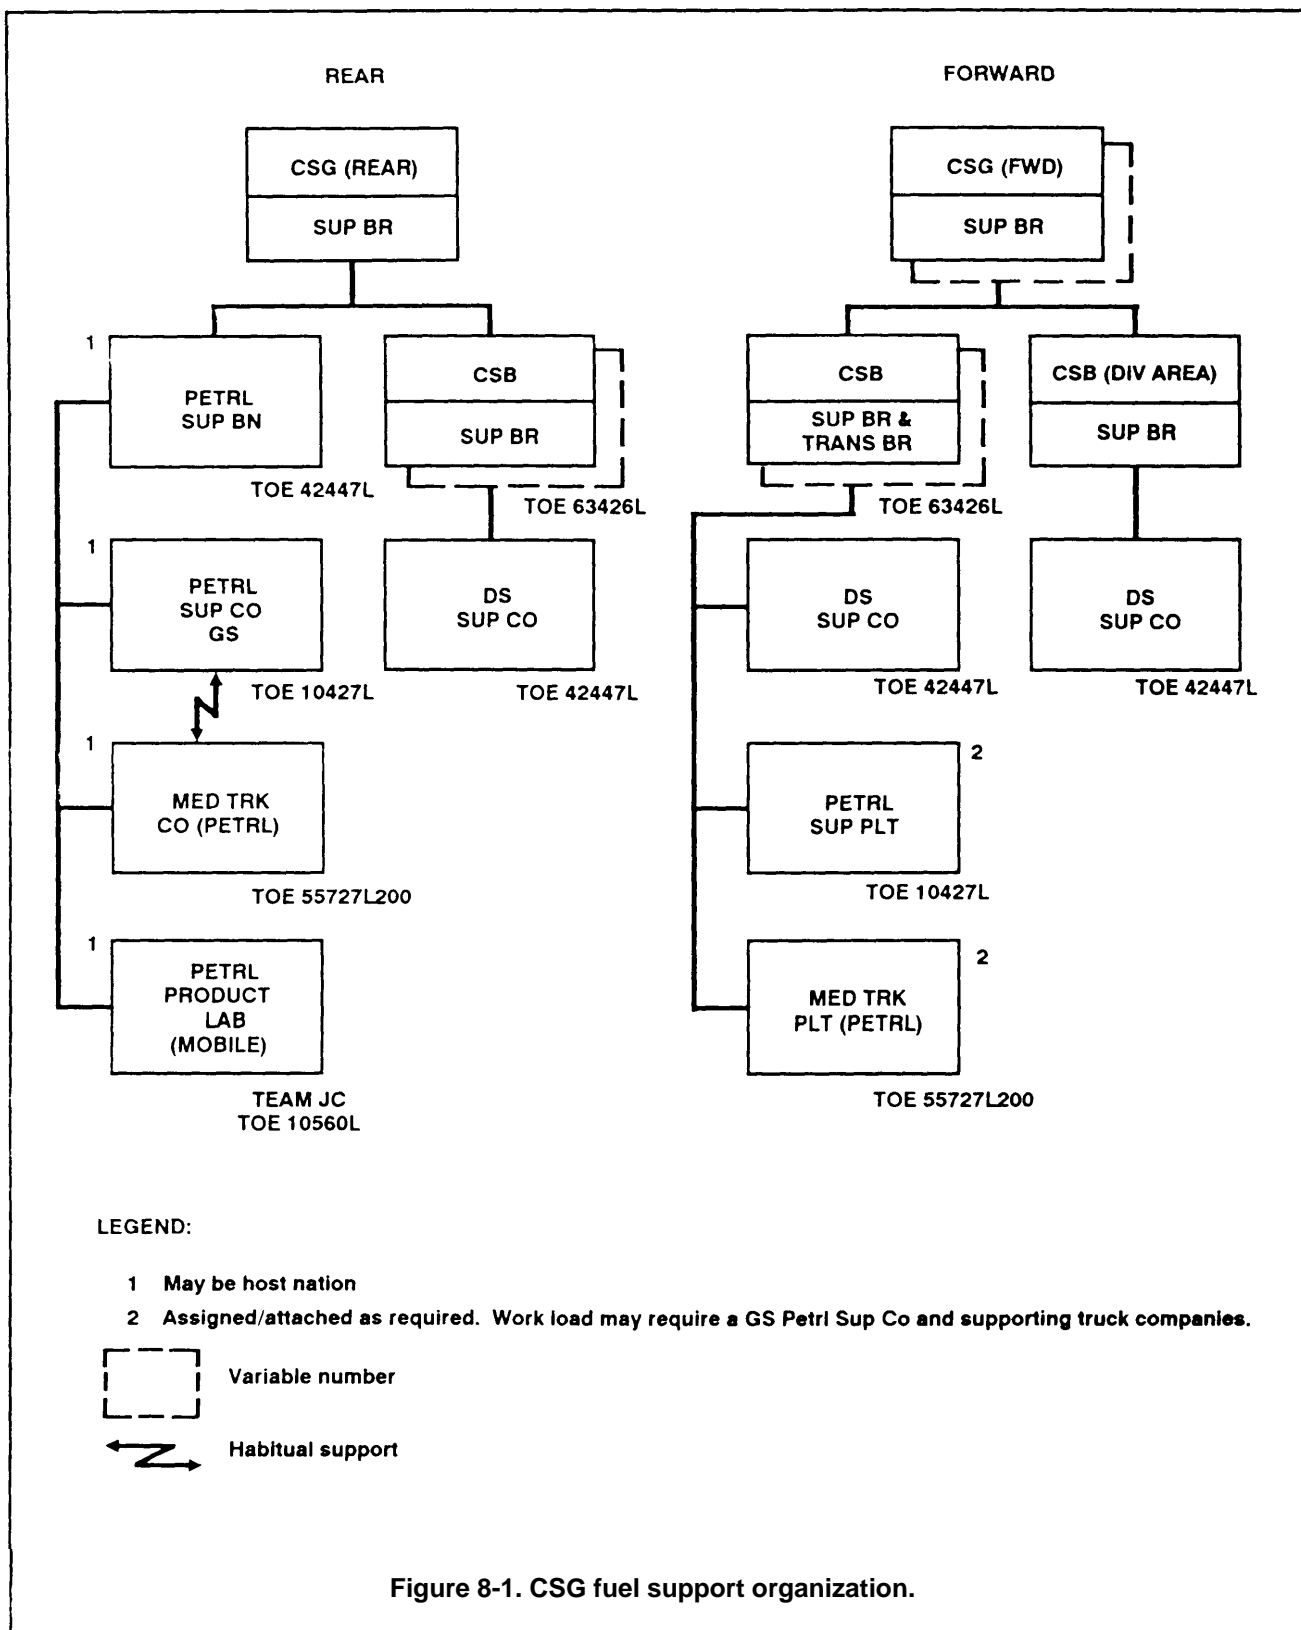 REAR
FORWARD
CSG (REAR)
SUP BR
CSG (FWD)
SUP BR
1
PETRL
SUP BN
TOE 42447L
CSB
SUP BR
TOE 63426L
CSB
SUP BR &
TRANS BR
TOE 63426L
CSB (DIV AREA)
SUP BR
1
PETRL
SUP CO
GS
TOE 10427L
DS
SUP CO
TOE 42447L
DS
SUP CO
TOE 42447L
DS
SUP CO
TOE 42447L
1
MED TRK
CO (PETRL)
TOE 55727L200
2
PETRL
SUP PLT
TOE 10427L
1
PETRL
PRODUCT
LAB
(MOBILE)
TEAM JC
TOE 10560L
2
MED TRK
PLT (PETRL)
TOE 55727L200
LEGEND:
1 May be host nation
2 Assigned/attached as required. Work load may require a GS Petrl Sup Co and supporting truck companies.
Variable number
Habitual support
Figure 8-1. CSG fuel support organization.